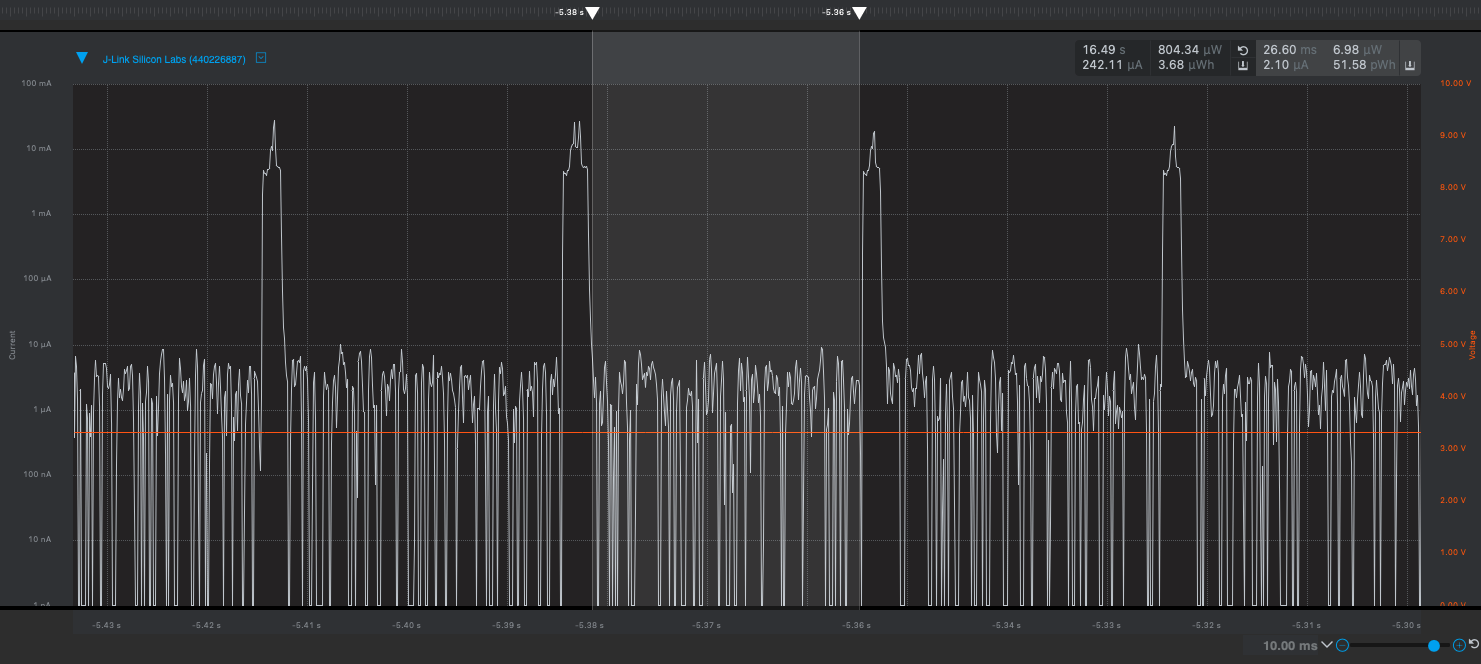 -5.38 s
-5.36 s
J-Link Silicon Labs (440226887)
16.49 s 804.34 µW 26.60 ms 6.98 µW
242.11 µA 3.68 µWh 2.10 µA 51.58 pWh
100 mA
10.00 V
9.00 V
10 mA
8.00 V
1 mA
7.00 V
100 µA
6.00 V
10 µA
5.00 V
Current
Voltage
4.00 V
1 µA
3.00 V
100 nA
2.00 V
10 nA
1.00 V
1 nA
0.00 V
-5.43 s -5.42 s -5.41 s -5.40 s -5.39 s -5.38 s -5.37 s -5.36 s -5.34 s -5.33 s -5.32 s -5.31 s -5.30 s
10.00 ms